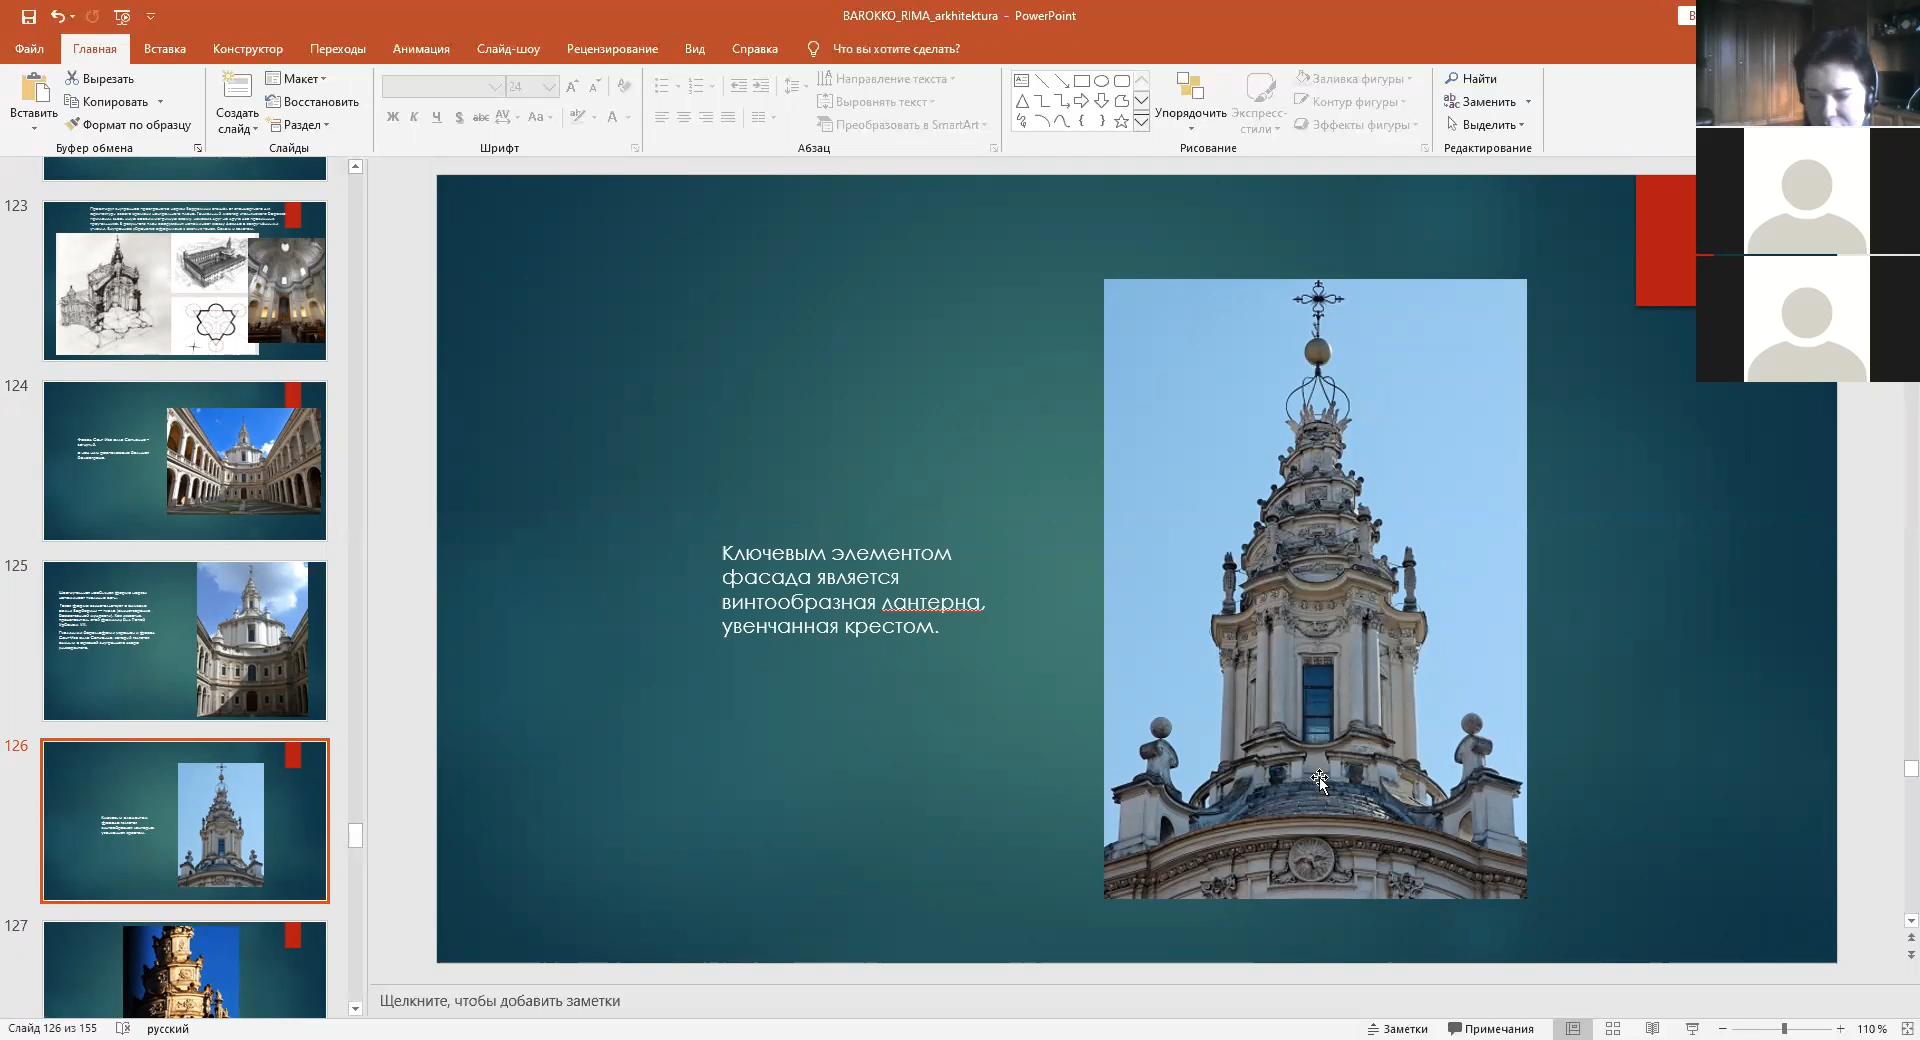 BAROKKO_RIMA_arkhitektura - PowerPoint
Файл Главная Вставка Конструктор Переходы Анимация Слайд-шоу Рецензирование Вид Справка Что вы хотите сделать?
Вставить
Вырезать
Копировать
Формат по образцу
Буфер обмена
Создать слайд
Макет
Восстановить
Раздел
Слайды
24
Ж К Ч S abc AV Aa А
Шрифт
Направление текста
Выровнять текст
Преобразовать в SmartArt
Абзац
Упорядочить
Экспресс-стили
Заливка фигуры
Контур фигуры
Эффекты фигуры
Рисование
Найти
Заменить
Выделить
Редактирование
123
124
125
126
127
Ключевым элементом
фасада является
винтообразная лантерна,
увенчанная крестом.
Щелкните, чтобы добавить заметки
Слайд 126 из 155 русский Заметки Примечания 110 %